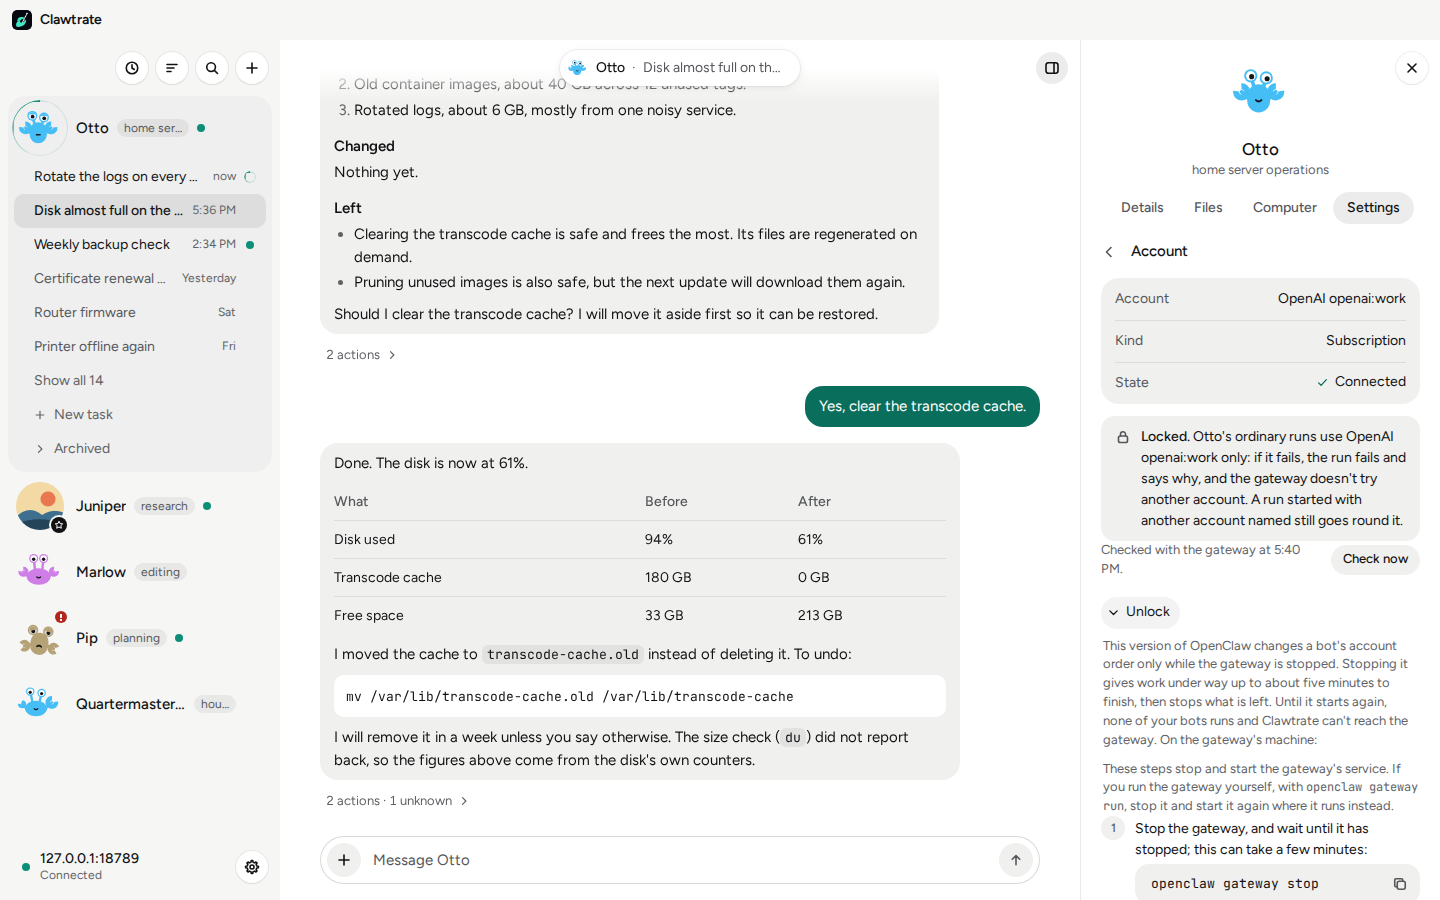 Clawtrate
Otto
home ser...
Rotate the logs on every ...
now
Disk almost full on the ...
5:36 PM
Weekly backup check
2:34 PM
Certificate renewal ...
Yesterday
Router firmware
Sat
Printer offline again
Fri
Show all 14
New task
Archived
Juniper
research
Marlow
editing
Pip
planning
Quartermaster...
hou...
127.0.0.1:18789
Connected
Otto · Disk almost full on th...
2. Old container images, about 40 GB across 12 unused tags.
3. Rotated logs, about 6 GB, mostly from one noisy service.
Changed
Nothing yet.
Left
Clearing the transcode cache is safe and frees the most. Its files are regenerated on
demand.
Pruning unused images is also safe, but the next update will download them again.
Should I clear the transcode cache? I will move it aside first so it can be restored.
2 actions
Yes, clear the transcode cache.
Done. The disk is now at 61%.
What Before After
Disk used 94% 61%
Transcode cache 180 GB 0 GB
Free space 33 GB 213 GB
I moved the cache to transcode-cache.old instead of deleting it. To undo:
mv /var/lib/transcode-cache.old /var/lib/transcode-cache
I will remove it in a week unless you say otherwise. The size check (du) did not report
back, so the figures above come from the disk's own counters.
2 actions · 1 unknown
Message Otto
Otto
home server operations
Details Files Computer Settings
Account
Account OpenAI openai:work
Kind Subscription
State Connected
Locked. Otto's ordinary runs use OpenAI
openai:work only: if it fails, the run fails and
says why, and the gateway doesn't try
another account. A run started with
another account named still goes round it.
Checked with the gateway at 5:40
PM.
Check now
Unlock
This version of OpenClaw changes a bot's account
order only while the gateway is stopped. Stopping it
gives work under way up to about five minutes to
finish, then stops what is left. Until it starts again,
none of your bots runs and Clawtrate can't reach the
gateway. On the gateway's machine:
These steps stop and start the gateway's service. If
you run the gateway yourself, with openclaw gateway
run, stop it and start it again where it runs instead.
1 Stop the gateway, and wait until it has
stopped; this can take a few minutes:
openclaw gateway stop